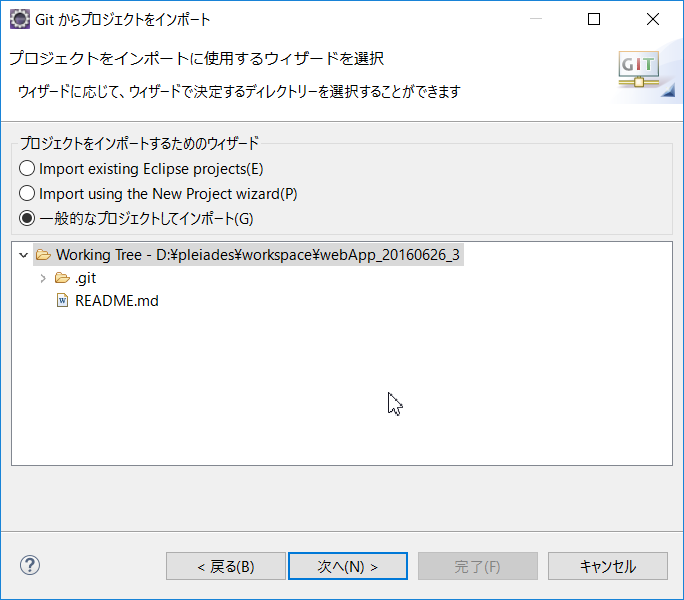 Git からプロジェクトをインポート
プロジェクトをインポートに使用するウィザードを選択
ウィザードに応じて、ウィザードで決定するディレクトリーを選択することができます
GIT
プロジェクトをインポートするためのウィザード
Import existing Eclipse projects(E)
Import using the New Project wizard(P)
一般的なプロジェクトしてインポート(G)
Working Tree - D:¥pleiades¥workspace¥webApp_20160626_3
.git
W README.md
? < 戻る(B) 次へ(N) > 完了(F) キャンセル